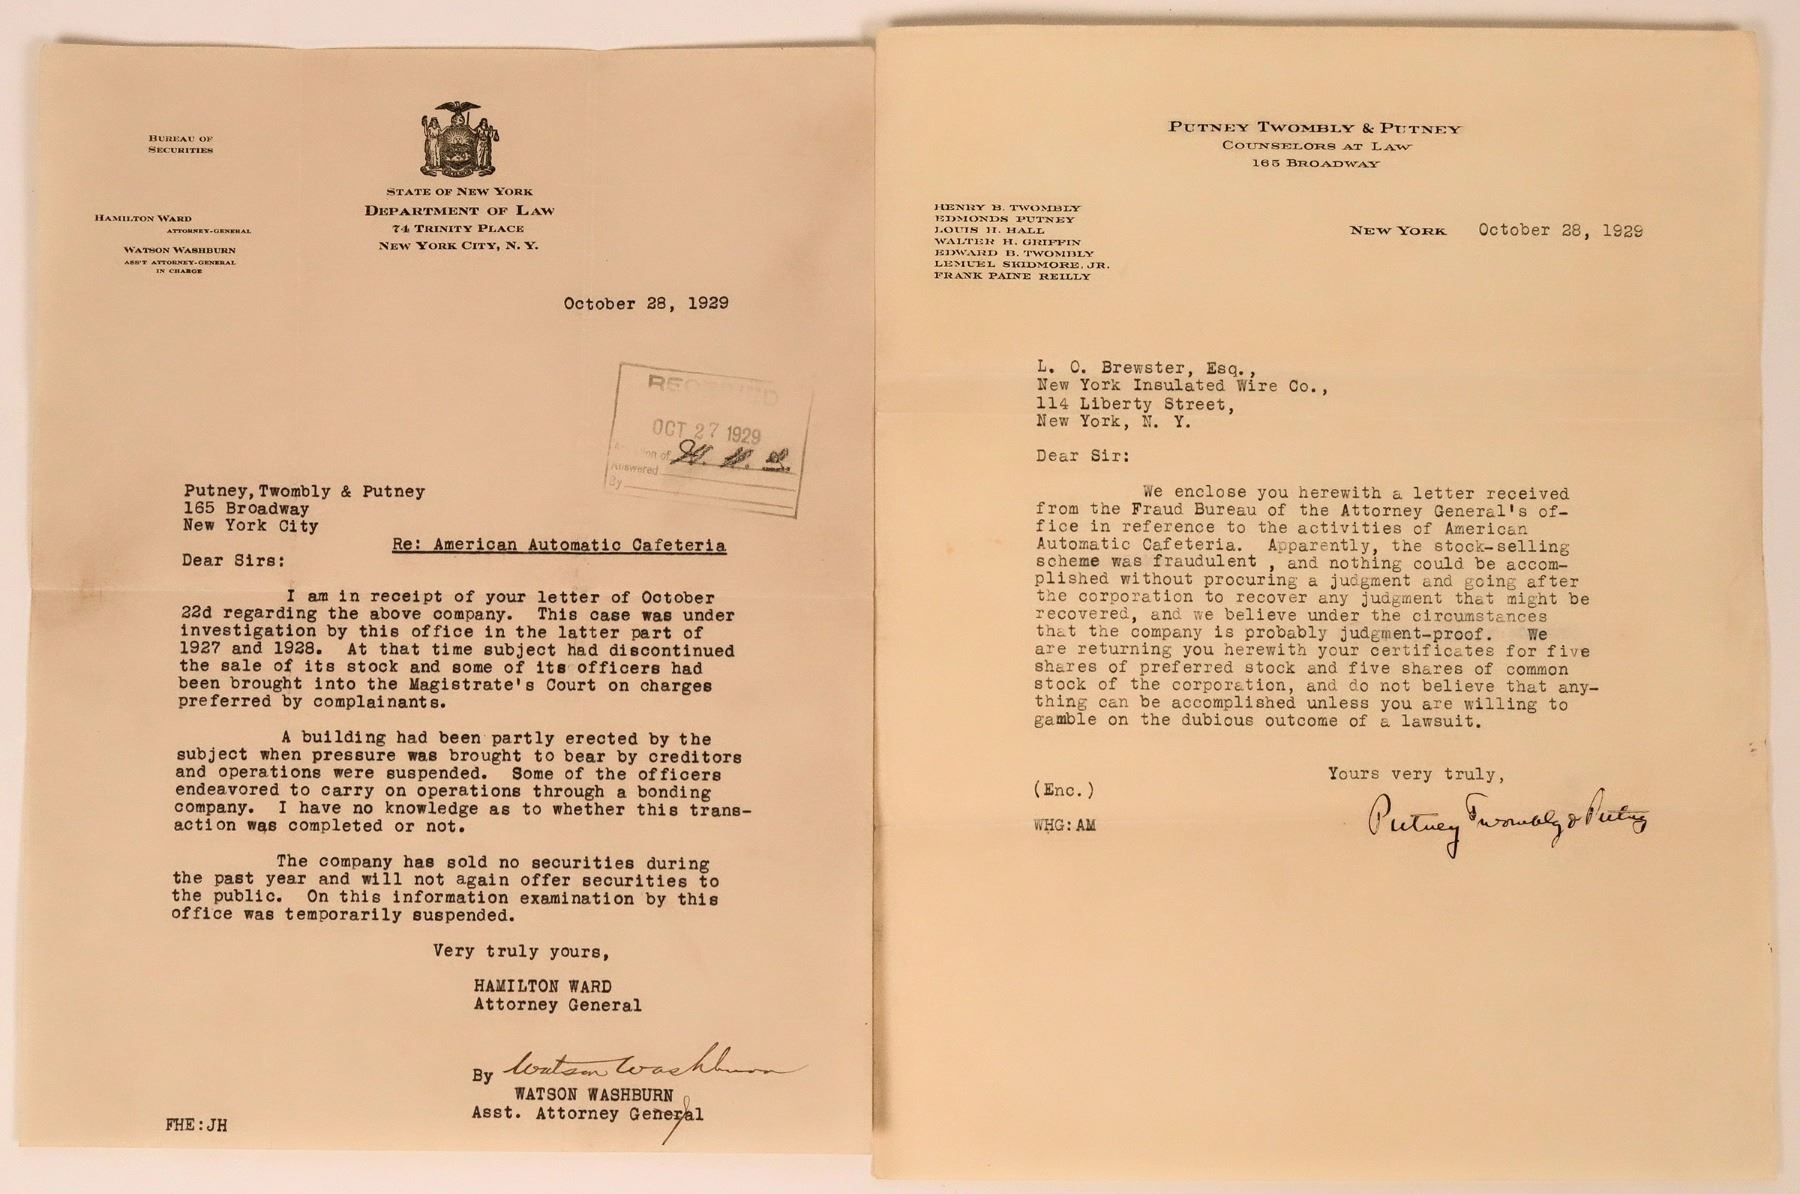 BUREAU OF
SECURITIES
HAMILTON WARD
ATTORNEY-GENERAL
WATSON WASHBURN
ASS'T ATTORNEY-GENERAL
IN CHARGE
STATE OF NEW YORK
DEPARTMENT OF LAW
74 TRINITY PLACE
NEW YORK CITY, N. Y.
October 28, 1929
RECEIVED
OCT 27 1929
Answered
By
Putney, Twombly & Putney
165 Broadway
New York City
Re: American Automatic Cafeteria
Dear Sirs:
I am in receipt of your letter of October
22d regarding the above company. This case was under
investigation by this office in the latter part of
1927 and 1928. At that time subject had discontinued
the sale of its stock and some of its officers had
been brought into the Magistrate's Court on charges
preferred by complainants.
A building had been partly erected by the
subject when pressure was brought to bear by creditors
and operations were suspended. Some of the officers
endeavored to carry on operations through a bonding
company. I have no knowledge as to whether this trans-
action was completed or not.
The company has sold no securities during
the past year and will not again offer securities to
the public. On this information examination by this
office was temporarily suspended.
Very truly yours,
HAMILTON WARD
Attorney General
By Watson Washburn
WATSON WASHBURN
Asst. Attorney General
FHE:JH
PUTNEY TWOMBLY & PUTNEY
COUNSELORS AT LAW
165 BROADWAY
HENRY B. TWOMBLY
EDMONDS PUTNEY
LOUIS H. HALL
WALTER H. GRIFFIN
EDWARD B. TWOMBLY
LEMUEL SKIDMORE, JR.
FRANK PAINE REILLY
NEW YORK October 28, 1929
L. O. Brewster, Esq.,
New York Insulated Wire Co.,
114 Liberty Street,
New York, N. Y.
Dear Sir:
We enclose you herewith a letter received
from the Fraud Bureau of the Attorney General's of-
fice in reference to the activities of American
Automatic Cafeteria. Apparently, the stock-selling
scheme was fraudulent , and nothing could be accom-
plished without procuring a judgment and going after
the corporation to recover any judgment that might be
recovered, and we believe under the circumstances
that the company is probably judgment-proof. We
are returning you herewith your certificates for five
shares of preferred stock and five shares of common
stock of the corporation, and do not believe that any-
thing can be accomplished unless you are willing to
gamble on the dubious outcome of a lawsuit.
Yours very truly,
(Enc.)
Putney Twombly & Putney
WHG:AM